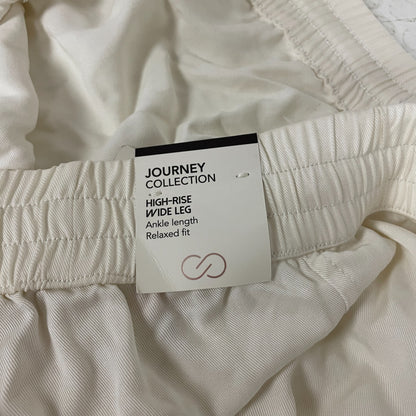 JOURNEY
COLLECTION
HIGH-RISE
WIDE LEG
Ankle length
Relaxed fit